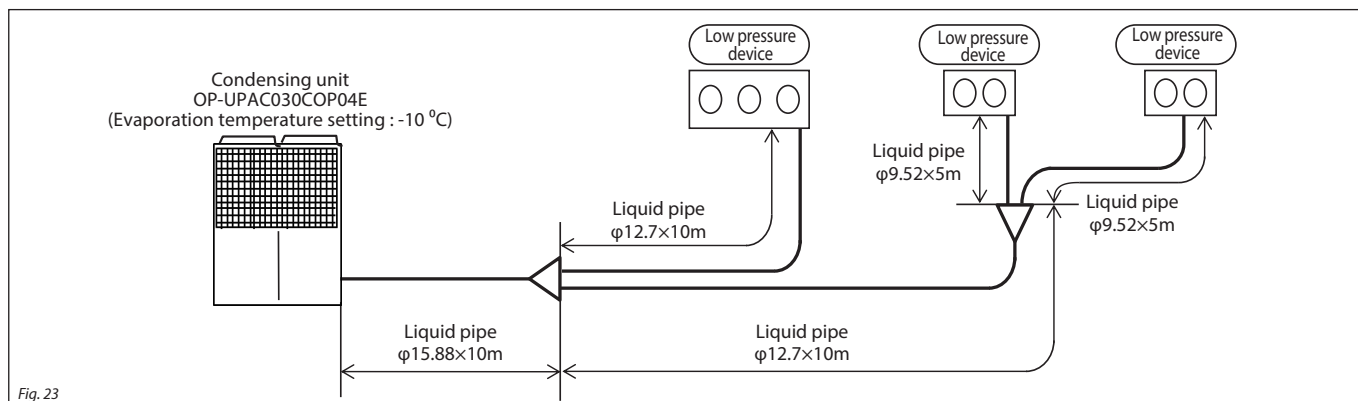 Low pressure
device
Low pressure
device
Low pressure
device
Condensing unit
OP-UPAC030COP04E
(Evaporation temperature setting : -10 ⁰C)
Liquid pipe
φ9.52×5m
Liquid pipe
φ9.52×5m
Liquid pipe
φ12.7×10m
Liquid pipe
φ15.88×10m
Liquid pipe
φ12.7×10m
Fig. 23